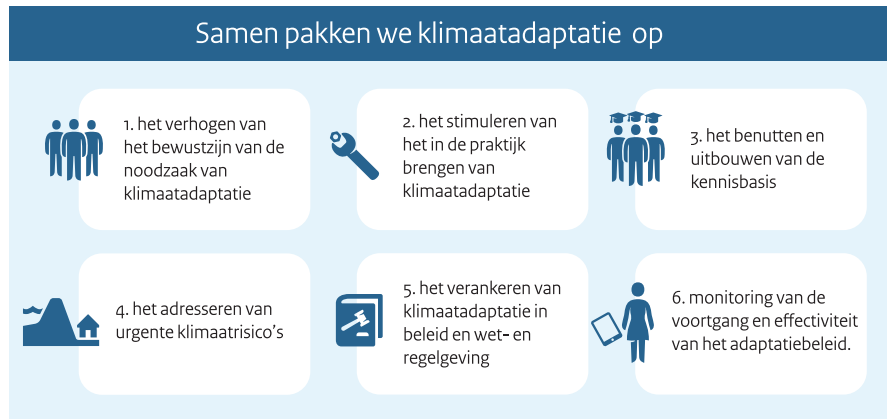 Samen pakken we klimaatadaptatie op
1. het verhogen van
het bewustzijn van de
noodzaak van
klimaatadaptatie
2. het stimuleren van
het in de praktijk
brengen van
klimaatadaptatie
3. het benutten en
uitbouwen van de
kennisbasis
4. het adresseren van
urgente klimaatrisico's
5. het verankeren van
klimaatadaptatie in
beleid en wet- en
regelgeving
6. monitoring van de
voortgang en effectiviteit
van het adaptatiebeleid.